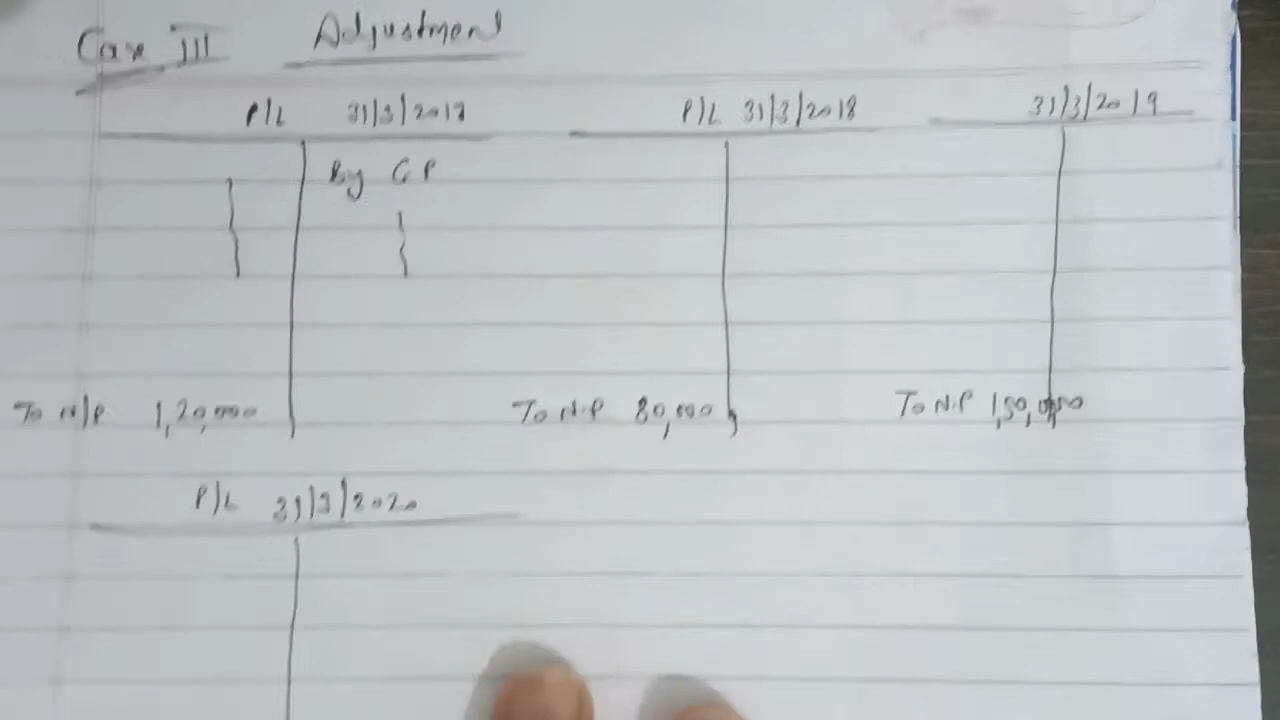 Case III Adjustment
P/L 31/3/2017 P/L 31/3/2018 31/3/2019
By G P
To N/P 1,20,000 To N.P 80,000 To N.P 1,50,000
P/L 31/3/2020